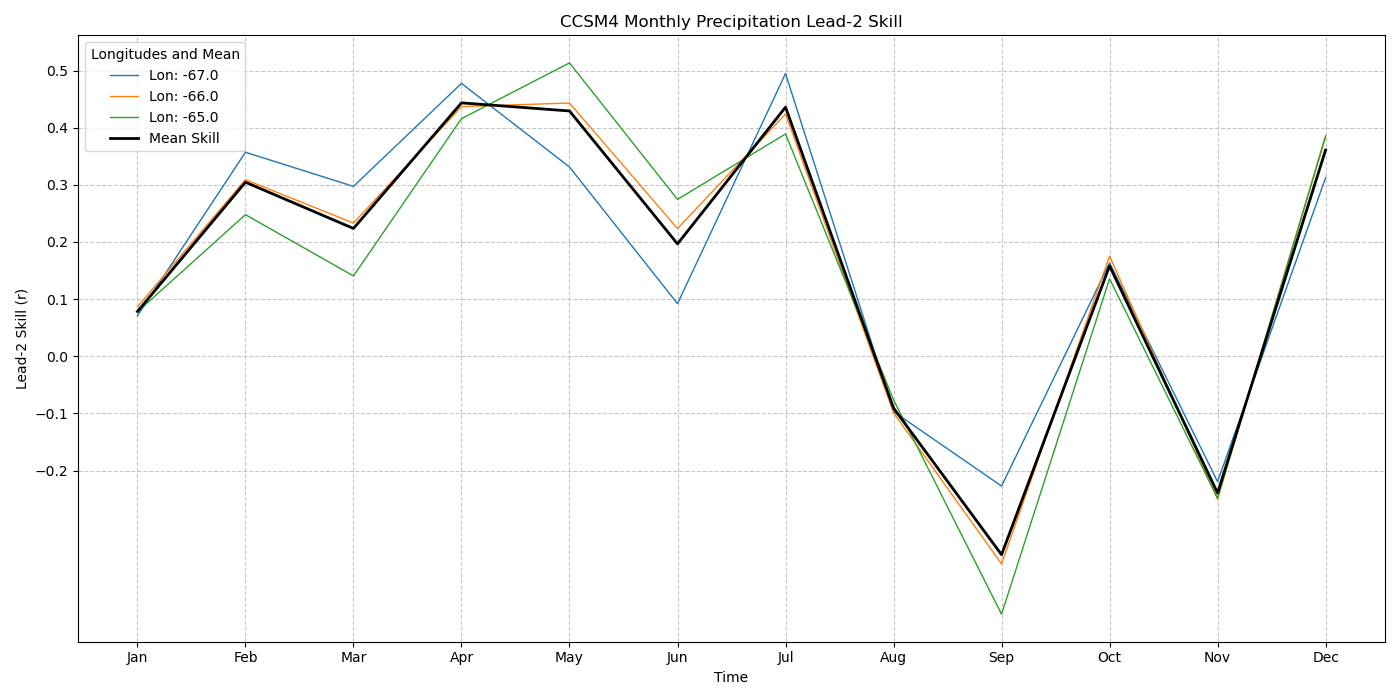 CCSM4 Monthly Precipitation Lead-2 Skill
Longitudes and Mean
Lon: -67.0
Lon: -66.0
Lon: -65.0
Mean Skill
Lead-2 Skill (r)
0.5
0.4
0.3
0.2
0.1
0.0
−0.1
−0.2
Jan Feb Mar Apr May Jun Jul Aug Sep Oct Nov Dec
Time